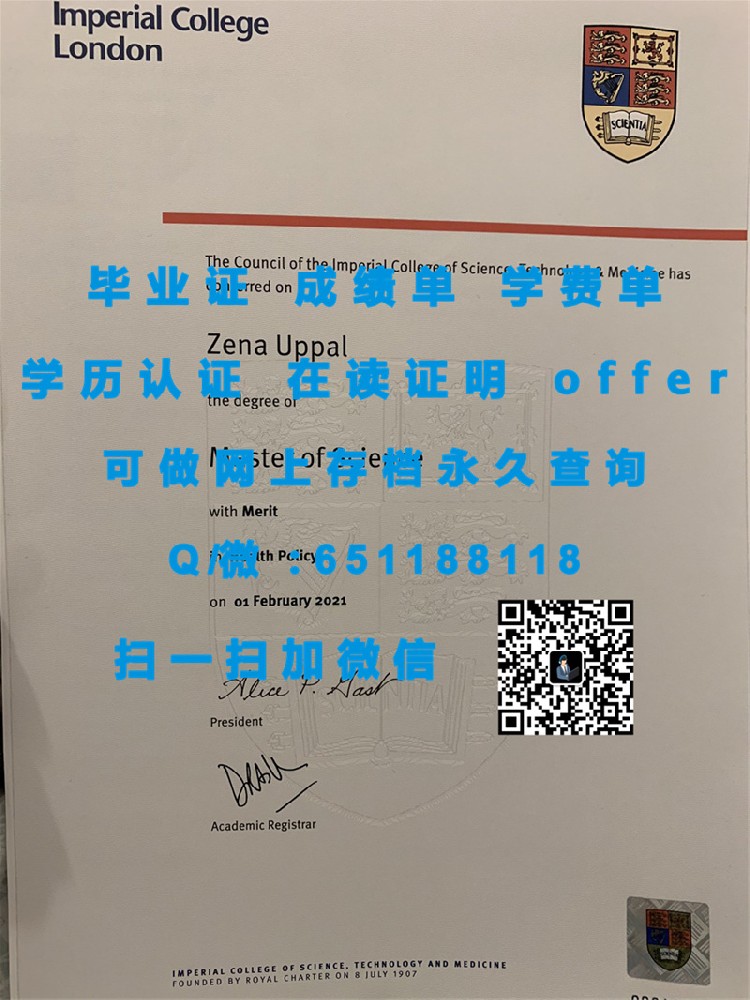 Imperial College
London
SCIENTIA
The Council of the Imperial College of Science, Technology & Medicine has
conferred on
毕业证 成绩单 学费单
Zena Uppal
学历认证 在读证明 offer
the degree of
Master of Science
可做网上存档永久查询
with Merit
in Health Policy
Q/微:651188118
on 01 February 2021
扫一扫加微信
Alice P. Gast
President
Academic Registrar
IMPERIAL COLLEGE OF SCIENCE, TECHNOLOGY AND MEDICINE
FOUNDED BY ROYAL CHARTER ON 8 JULY 1907